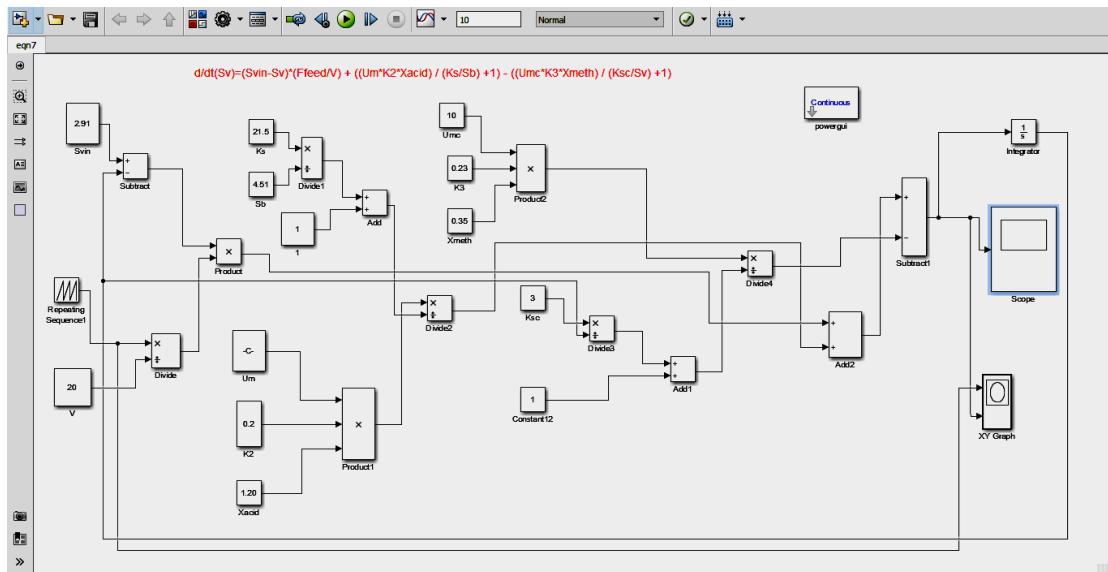 10
Normal
eqn7
d/dt(Sv)=(Svin-Sv)*(Ffeed/V) + ((Um*K2*Xacid) / (Ks/Sb) +1) - ((Umc*K3*Xmeth) / (Ksc/Sv) +1)
2.91
Svin
+
−
Subtract
21.5
Ks
4.51
Sb
×
÷
Divide1
1
1
+
+
Add
10
Umc
0.23
K3
0.35
Xmeth
×
Product2
Continuous
powergui
1
s
Integrator
+
−
Subtract1
Scope
×
Product
Repeating
Sequence1
20
V
×
÷
Divide
×
÷
Divide2
3
Ksc
×
÷
Divide3
×
÷
Divide4
+
+
Add1
+
+
Add2
1
Constant12
-C-
Um
0.2
K2
1.20
Xacid
×
Product1
XY Graph